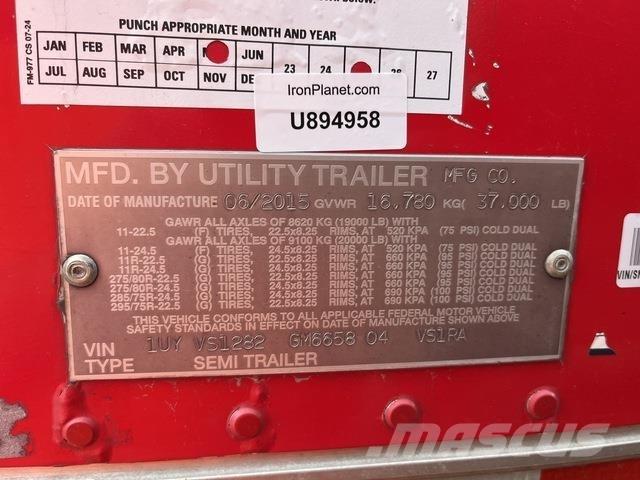 below.
PUNCH APPROPRIATE MONTH AND YEAR
JAN FEB MAR APR JUN
JUL AUG SEP OCT NOV 23 24 27
FM-977 CS 07-24
IronPlanet.com
U894958
MFD. BY UTILITY TRAILER MFG CO.
DATE OF MANUFACTURE 06/2015 GVWR 16,780 KG( 37,000 LB)
GAWR ALL AXLES OF 8620 KG (19000 LB) WITH
11-22.5 (F) TIRES, 22.5x8.25 RIMS, AT 520 KPA (75 PSI) COLD DUAL
GAWR ALL AXLES OF 9100 KG (20000 LB) WITH
11-24.5 (F) TIRES, 24.5x8.25 RIMS, AT 520 KPA (75 PSI) COLD DUAL
11R-22.5 (G) TIRES, 22.5x8.25 RIMS, AT 660 KPA (95 PSI) COLD DUAL
11R-24.5 (G) TIRES, 24.5x8.25 RIMS, AT 660 KPA (95 PSI) COLD DUAL
275/80R-22.5 (G) TIRES, 22.5x8.25 RIMS, AT 660 KPA (95 PSI) COLD DUAL
275/80R-24.5 (G) TIRES, 24.5x8.25 RIMS, AT 660 KPA (95 PSI) COLD DUAL
285/75R-24.5 (G) TIRES, 24.5x8.25 RIMS, AT 690 KPA (100 PSI) COLD DUAL
295/75R-22.5 (G) TIRES, 22.5x8.25 RIMS, AT 690 KPA (100 PSI) COLD DUAL
THIS VEHICLE CONFORMS TO ALL APPLICABLE FEDERAL MOTOR VEHICLE
SAFETY STANDARDS IN EFFECT ON DATE OF MANUFACTURE SHOWN ABOVE
VIN 1UY VS1282 GM6658 04 VS1RA
TYPE SEMI TRAILER
VIN/SN
MASCUS